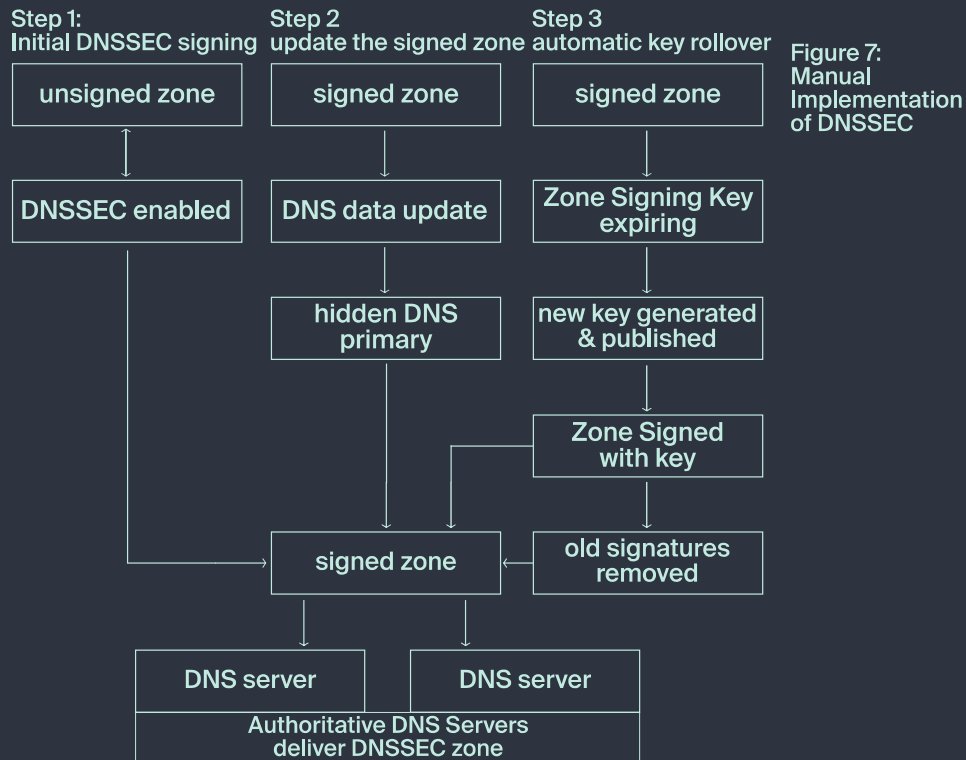 Step 1:
Initial DNSSEC signing
Step 2
update the signed zone
Step 3
automatic key rollover
Figure 7:
Manual
Implementation
of DNSSEC
unsigned zone
signed zone
signed zone
DNSSEC enabled
DNS data update
Zone Signing Key
expiring
hidden DNS
primary
new key generated
& published
Zone Signed
with key
signed zone
old signatures
removed
DNS server
DNS server
Authoritative DNS Servers
deliver DNSSEC zone